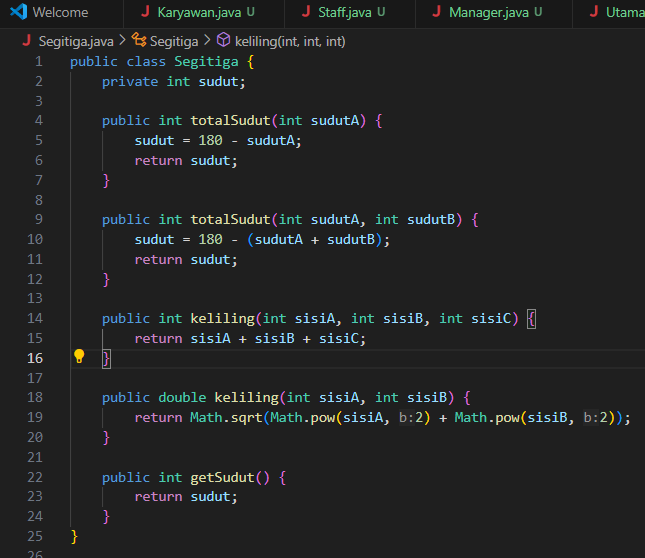 Welcome J Karyawan.java U J Staff.java U J Manager.java U J Utama
J Segitiga.java > Segitiga > keliling(int, int, int)
1 public class Segitiga {
2     private int sudut;
3
4     public int totalSudut(int sudutA) {
5         sudut = 180 - sudutA;
6         return sudut;
7     }
8
9     public int totalSudut(int sudutA, int sudutB) {
10         sudut = 180 - (sudutA + sudutB);
11         return sudut;
12     }
13
14     public int keliling(int sisiA, int sisiB, int sisiC) {
15         return sisiA + sisiB + sisiC;
16     }
17
18     public double keliling(int sisiA, int sisiB) {
19         return Math.sqrt(Math.pow(sisiA, b:2) + Math.pow(sisiB, b:2));
20     }
21
22     public int getSudut() {
23         return sudut;
24     }
25 }
26